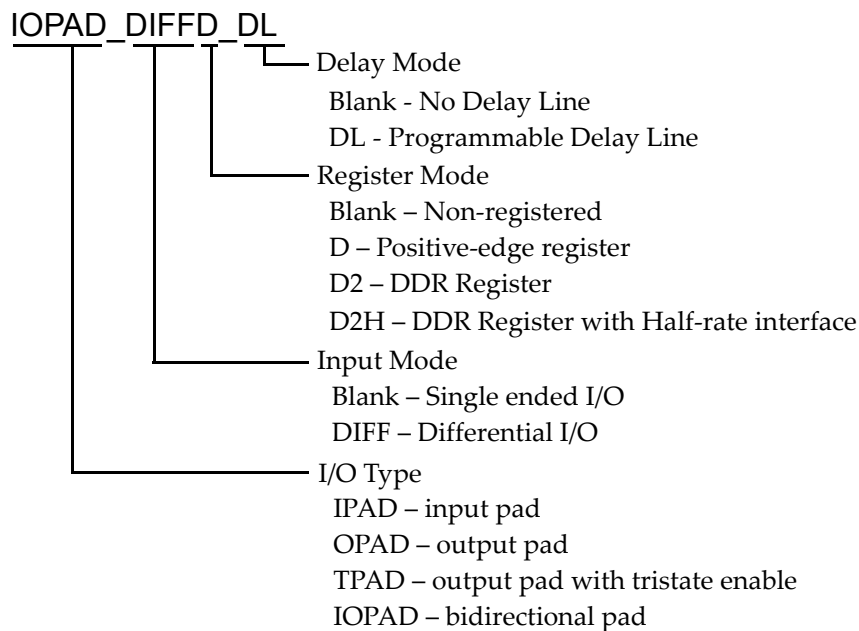 IOPAD_DIFFD_DL
Delay Mode
Blank - No Delay Line
DL - Programmable Delay Line
Register Mode
Blank – Non-registered
D – Positive-edge register
D2 – DDR Register
D2H – DDR Register with Half-rate interface
Input Mode
Blank – Single ended I/O
DIFF – Differential I/O
I/O Type
IPAD – input pad
OPAD – output pad
TPAD – output pad with tristate enable
IOPAD – bidirectional pad